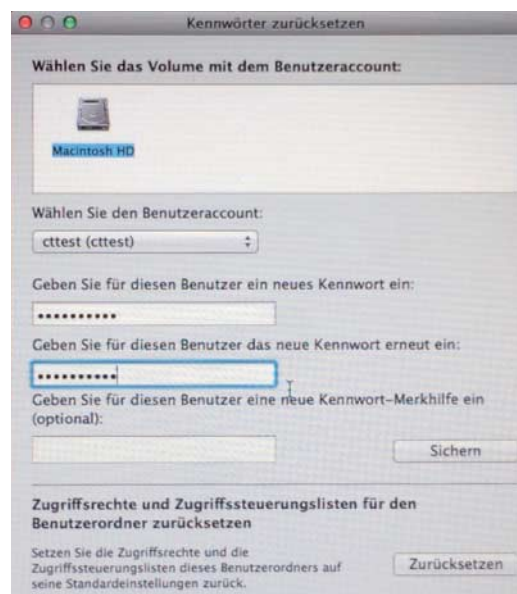 Kennwörter zurücksetzen
Wählen Sie das Volume mit dem Benutzeraccount:
Macintosh HD
Wählen Sie den Benutzeraccount:
cttest (cttest)
Geben Sie für diesen Benutzer ein neues Kennwort ein:
••••••••••
Geben Sie für diesen Benutzer das neue Kennwort erneut ein:
••••••••••
Geben Sie für diesen Benutzer eine neue Kennwort-Merkhilfe ein
(optional):
Sichern
Zugriffsrechte und Zugriffssteuerungslisten für den
Benutzerordner zurücksetzen
Setzen Sie die Zugriffsrechte und die
Zugriffssteuerungslisten dieses Benutzerordners auf
seine Standardeinstellungen zurück.
Zurücksetzen